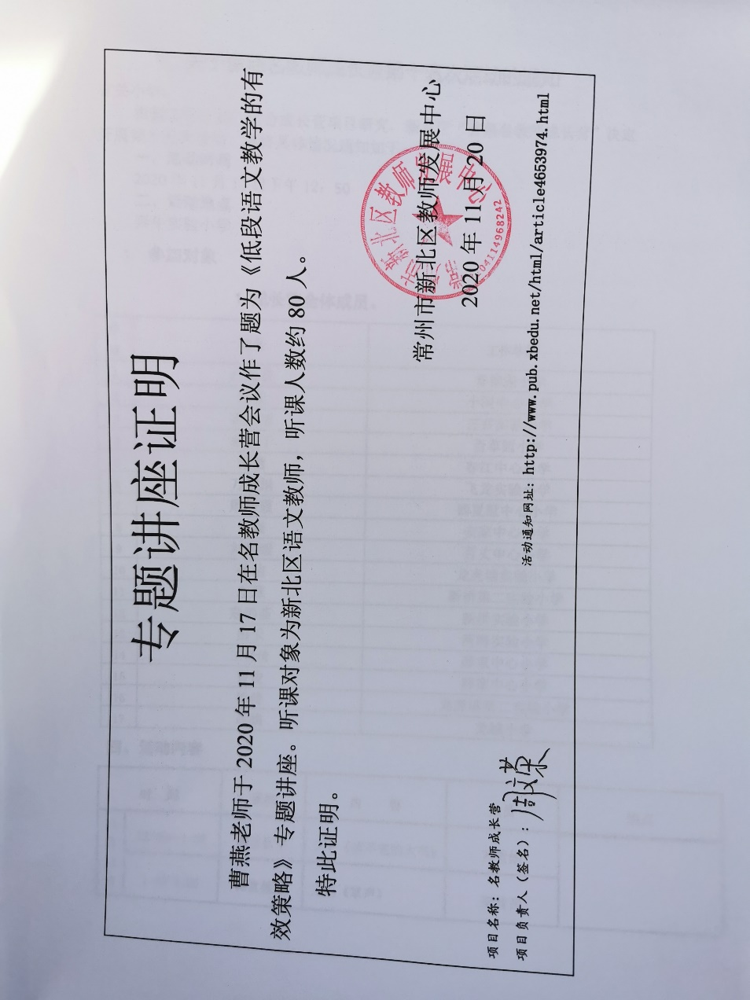 专题讲座证明
曹燕老师于 2020 年 11 月 17 日在名教师成长营会议作了题为《低段语文教学的有
效策略》专题讲座。听课对象为新北区语文教师，听课人数约 80 人。
特此证明。
常州市新北区教师发展中心
2020 年 11 月 20 日
项目名称：名教师成长营
项目负责人（签名）：
活动通知网址：http://www.pub.xbedu.net/html/article4653974.html